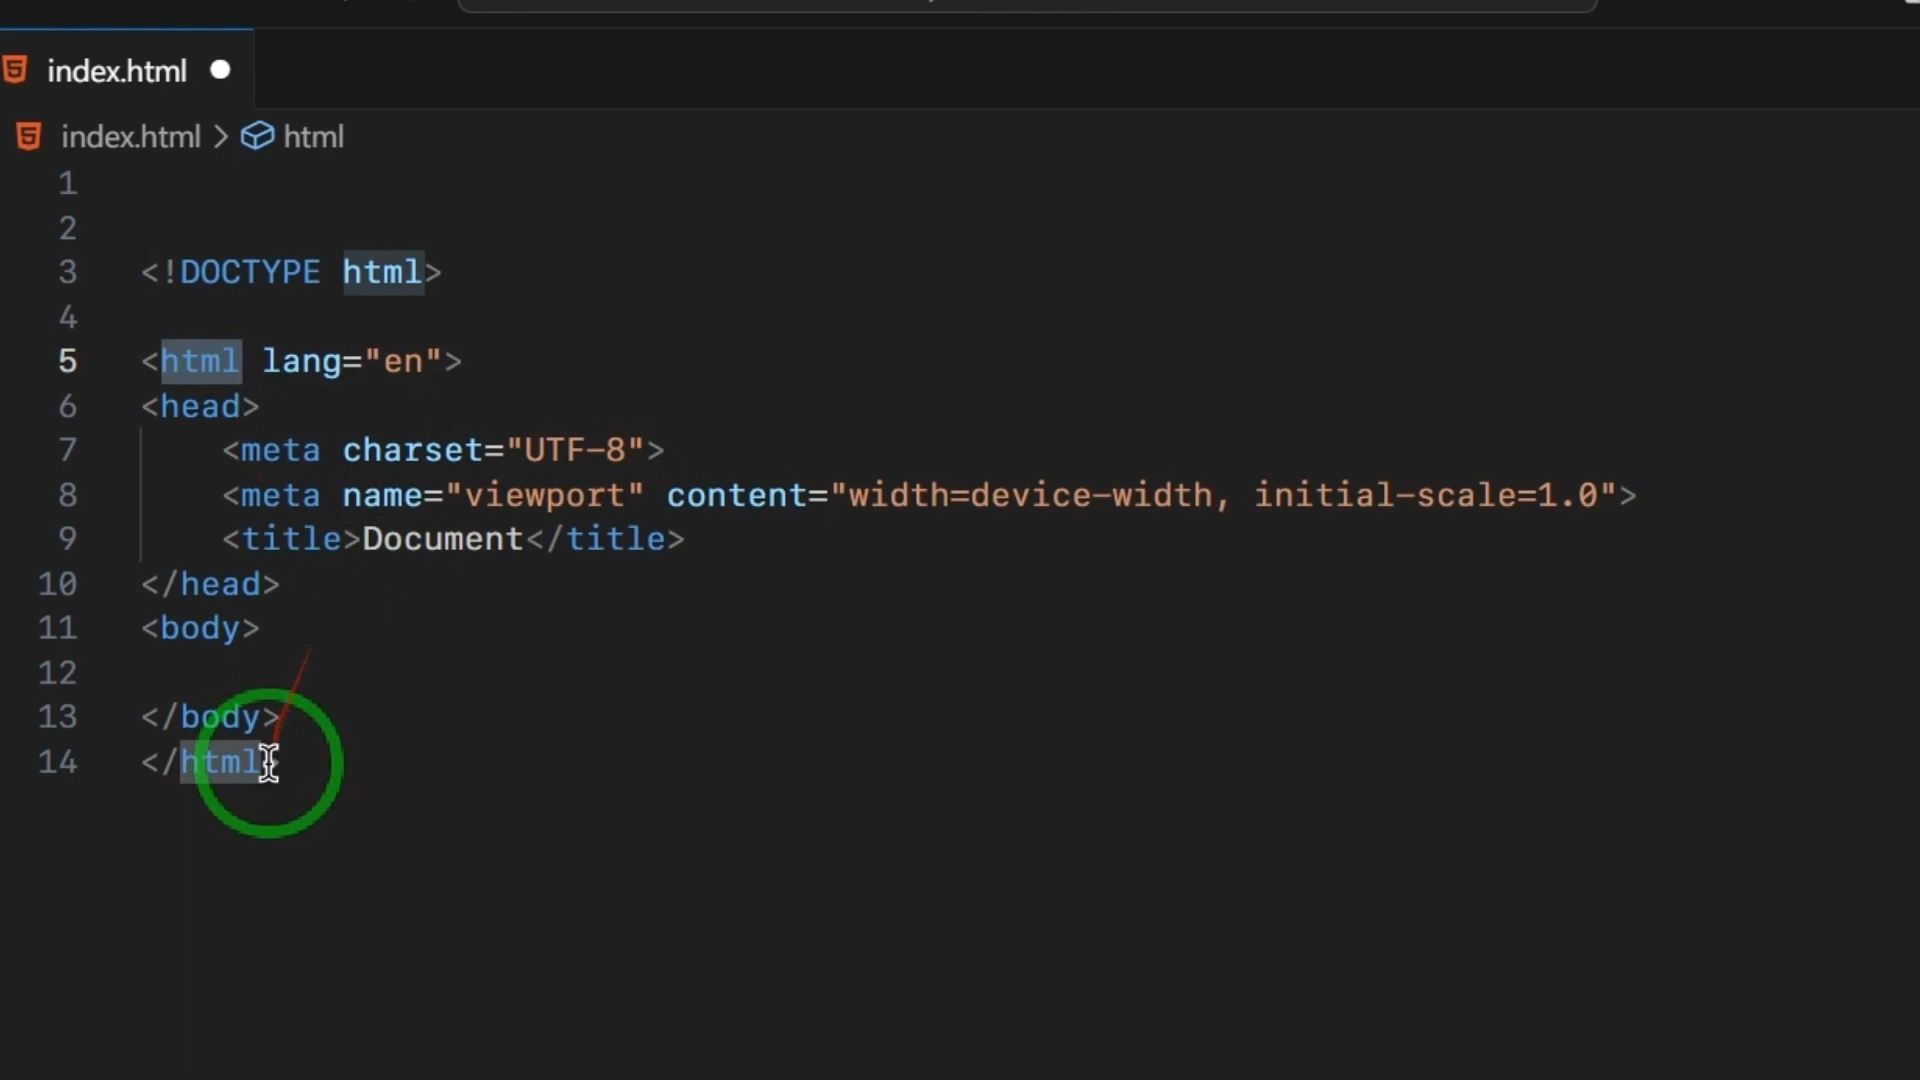 index.html
index.html > html
1
2
3 <!DOCTYPE html>
4
5 <html lang="en">
6 <head>
7 <meta charset="UTF-8">
8 <meta name="viewport" content="width=device-width, initial-scale=1.0">
9 <title>Document</title>
10 </head>
11 <body>
12
13 </body>
14 </html>